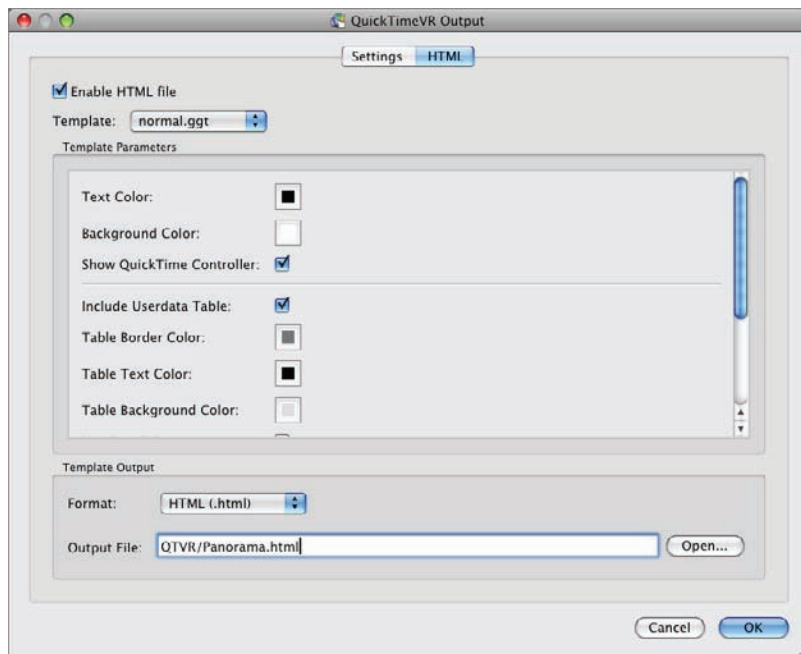 QuickTimeVR Output
Settings HTML
Enable HTML file
Template: normal.ggt
Template Parameters
Text Color:
Background Color:
Show QuickTime Controller:
Include Userdata Table:
Table Border Color:
Table Text Color:
Table Background Color:
Template Output
Format: HTML (.html)
Output File: QTVR/Panorama.html Open...
Cancel OK